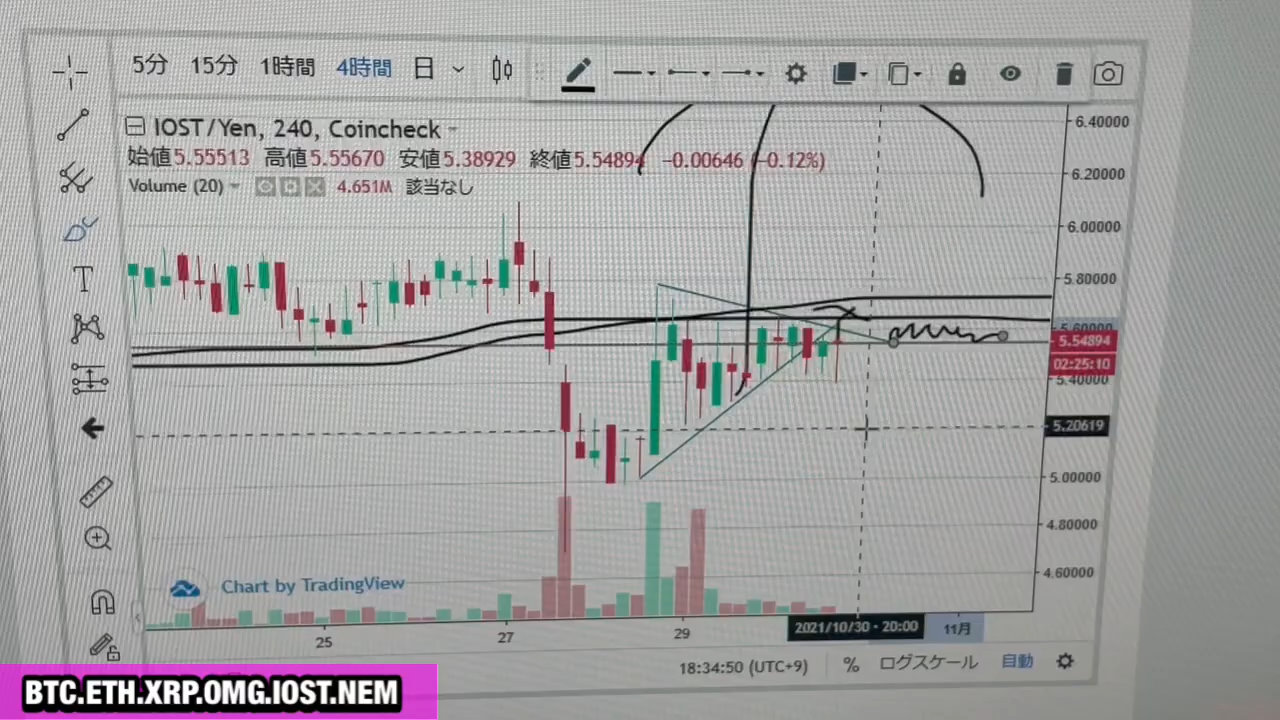 5分 15分 1時間 4時間 日
IOST/Yen, 240, Coincheck
始値5.55513 高値5.55670 安値5.38929 終値5.54894 -0.00646 (-0.12%)
Volume (20) 4.651M 該当なし
6.40000
6.20000
6.00000
5.80000
5.60000
5.54894
02:25:10
5.40000
5.20619
5.00000
4.80000
4.60000
Chart by TradingView
25 27 29 2021/10/30 - 20:00 11月
18:34:50 (UTC+9) % ログスケール 自動
BTC.ETH.XRP.OMG.IOST.NEM